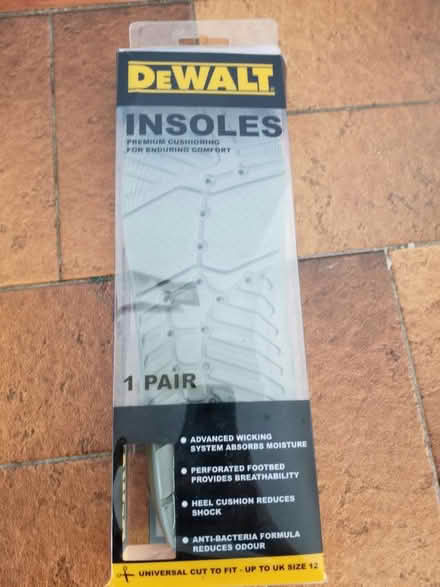 DEWALT
INSOLES
PREMIUM CUSHIONING
FOR ENDURING COMFORT
1 PAIR
ADVANCED WICKING
SYSTEM ABSORBS MOISTURE
PERFORATED FOOTBED
PROVIDES BREATHABILITY
HEEL CUSHION REDUCES
SHOCK
ANTI-BACTERIA FORMULA
REDUCES ODOUR
UNIVERSAL CUT TO FIT - UP TO UK SIZE 12